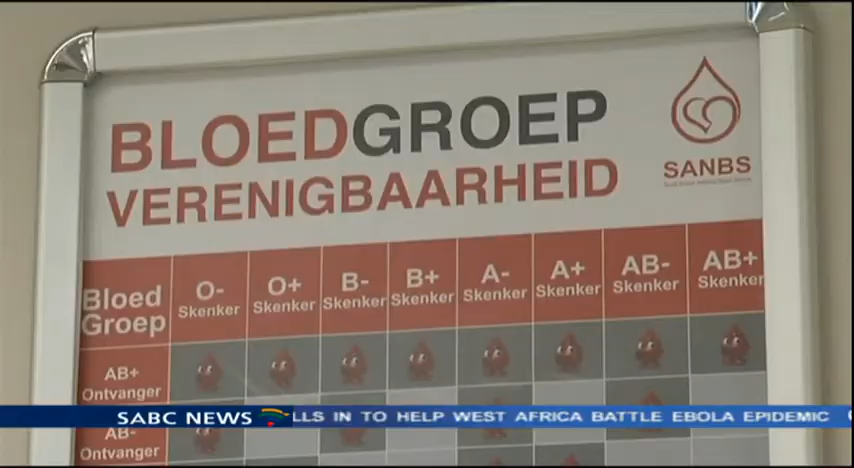 BLOEDGROEP
VERENIGBAARHEID
SANBS
Bloed Groep
O- Skenker
O+ Skenker
B- Skenker
B+ Skenker
A- Skenker
A+ Skenker
AB- Skenker
AB+ Skenker
AB+ Ontvanger
SABC NEWS LLS IN TO HELP WEST AFRICA BATTLE EBOLA EPIDEMIC
AB- Ontvanger